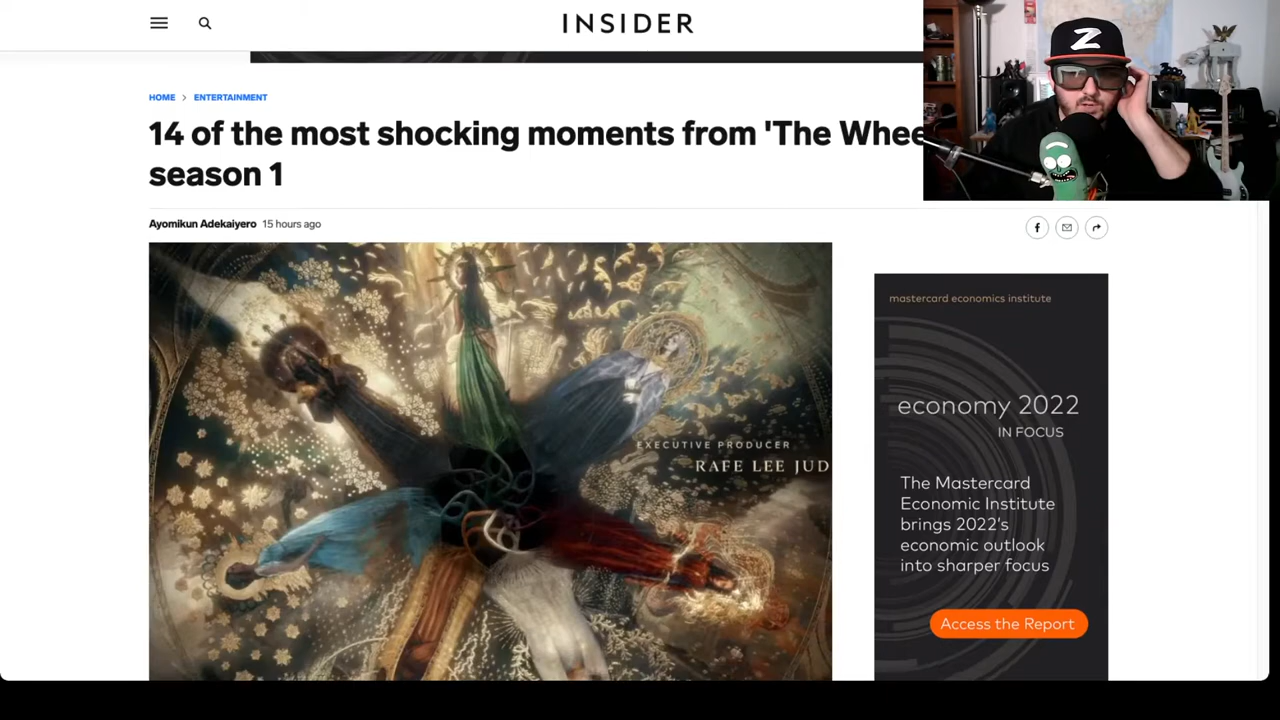 INSIDER
HOME > ENTERTAINMENT
14 of the most shocking moments from 'The Whee
season 1
Ayomikun Adekaiyero 15 hours ago
EXECUTIVE PRODUCER
RAFE LEE JUD
mastercard economics institute
economy 2022
IN FOCUS
The Mastercard
Economic Institute
brings 2022's
economic outlook
into sharper focus
Access the Report
Z